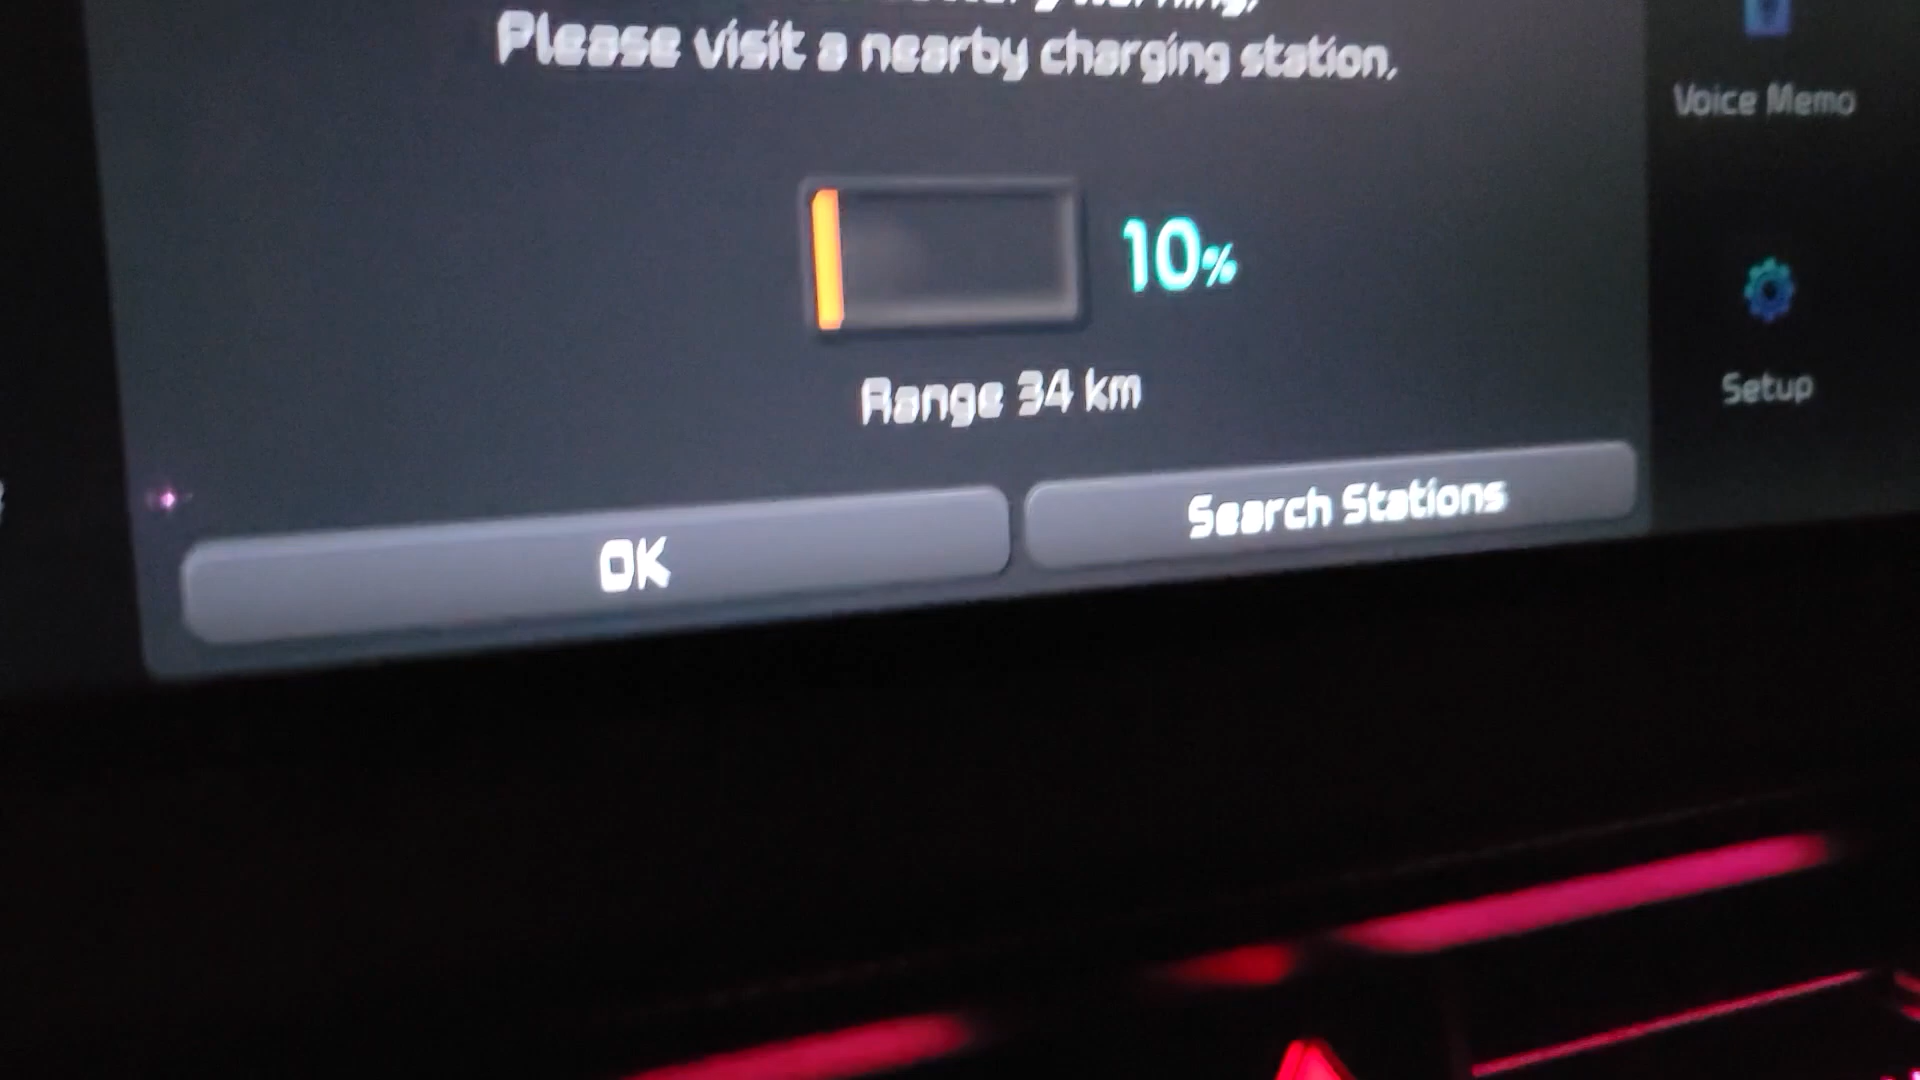 Please visit a nearby charging station.
Voice Memo
10%
Range 34 km
Setup
OK
Search Stations